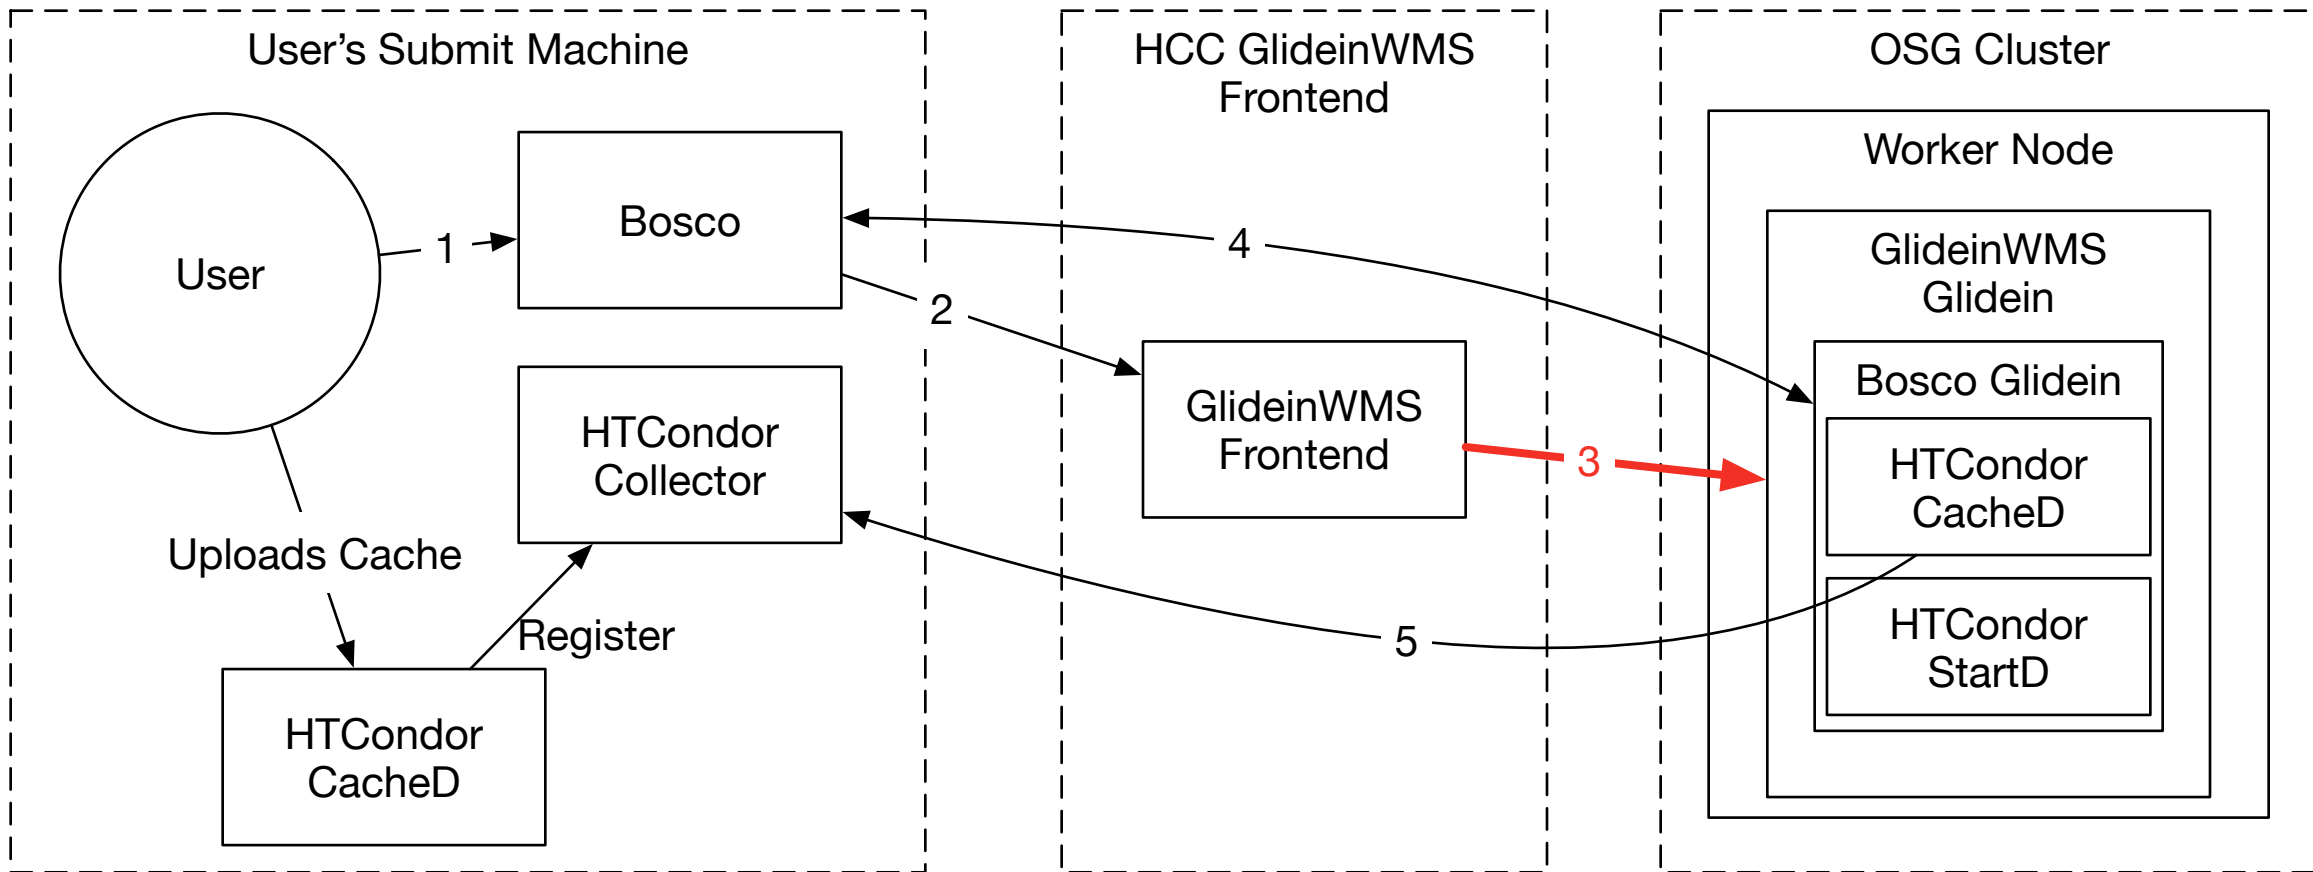 User’s Submit Machine
User
1
Bosco
2
HTCondor
Collector
Uploads Cache
Register
HTCondor
CacheD
HCC GlideinWMS
Frontend
4
GlideinWMS
Frontend
3
5
OSG Cluster
Worker Node
GlideinWMS
Glidein
Bosco Glidein
HTCondor
CacheD
HTCondor
StartD